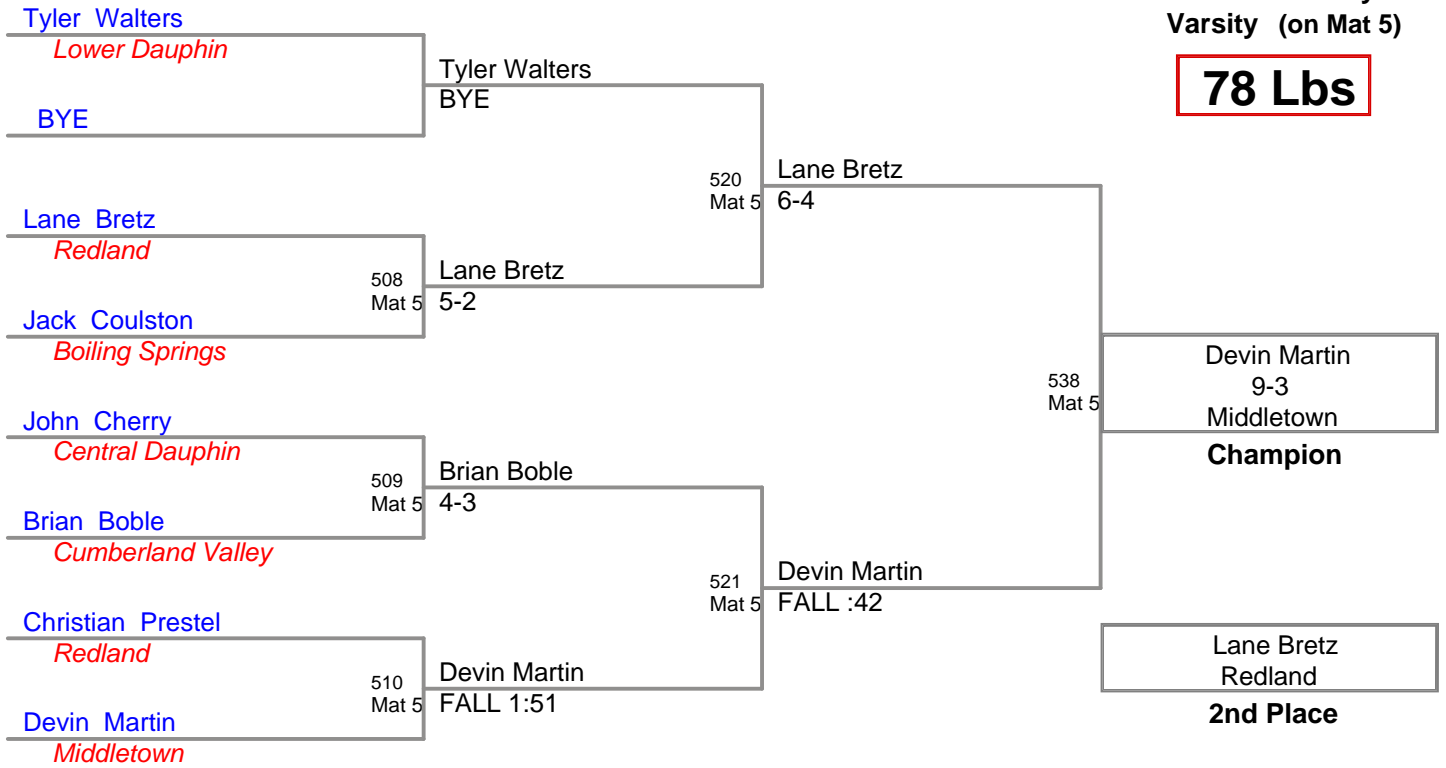 Varsity (on Mat 5)
78 Lbs
Tyler Walters
Lower Dauphin
BYE
Lane Bretz
Redland
Jack Coulston
Boiling Springs
John Cherry
Central Dauphin
Brian Boble
Cumberland Valley
Christian Prestel
Redland
Devin Martin
Middletown
Tyler Walters
BYE
508
Mat 5
Lane Bretz
5-2
509
Mat 5
Brian Boble
4-3
510
Mat 5
Devin Martin
FALL 1:51
520
Mat 5
Lane Bretz
6-4
521
Mat 5
Devin Martin
FALL :42
538
Mat 5
Devin Martin
9-3
Middletown
Champion
Lane Bretz
Redland
2nd Place